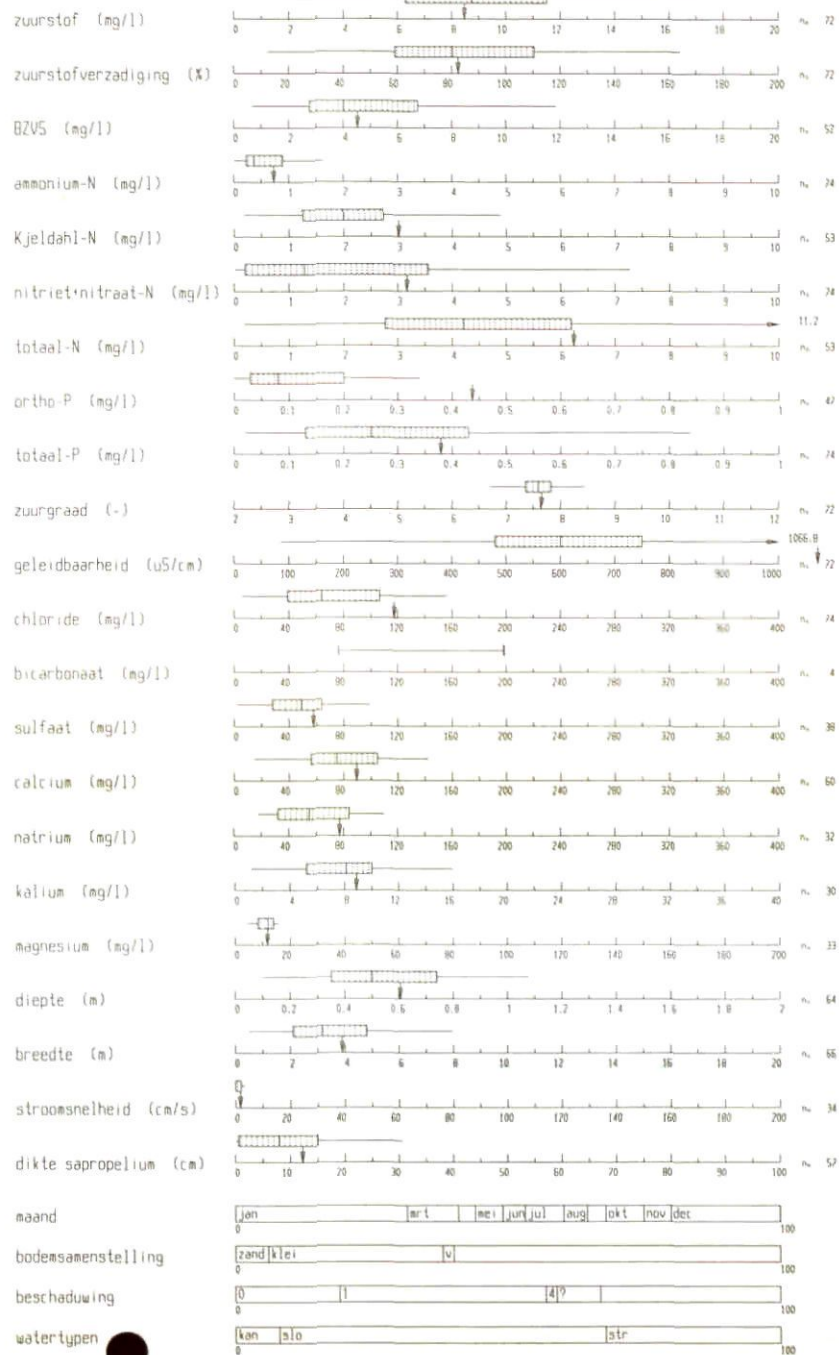 zuurstof (mg/l) 0 2 4 6 8 10 12 14 16 18 20 n= 72
zuurstofverzadiging (%) 0 20 40 60 80 100 120 140 160 180 200 n= 72
BZV5 (mg/l) 0 2 4 6 8 10 12 14 16 18 20 n= 52
ammonium-N (mg/l) 0 1 2 3 4 5 6 7 8 9 10 n= 74
Kjeldahl-N (mg/l) 0 1 2 3 4 5 6 7 8 9 10 n= 53
nitriet+nitraat-N (mg/l) 0 1 2 3 4 5 6 7 8 9 10 n= 74
11.2
totaal-N (mg/l) 0 1 2 3 4 5 6 7 8 9 10 n= 53
ortho-P (mg/l) 0 0.1 0.2 0.3 0.4 0.5 0.6 0.7 0.8 0.9 1 n= 47
totaal-P (mg/l) 0 0.1 0.2 0.3 0.4 0.5 0.6 0.7 0.8 0.9 1 n= 74
zuurgraad (-) 2 3 4 5 6 7 8 9 10 11 12 n= 72
1066.8
geleidbaarheid (uS/cm) 0 100 200 300 400 500 600 700 800 900 1000 n= 72
chloride (mg/l) 0 40 80 120 160 200 240 280 320 360 400 n= 74
bicarbonaat (mg/l) 0 40 80 120 160 200 240 280 320 360 400 n= 4
sulfaat (mg/l) 0 40 80 120 160 200 240 280 320 360 400 n= 38
calcium (mg/l) 0 40 80 120 160 200 240 280 320 360 400 n= 60
natrium (mg/l) 0 40 80 120 160 200 240 280 320 360 400 n= 32
kalium (mg/l) 0 4 8 12 16 20 24 28 32 36 40 n= 30
magnesium (mg/l) 0 20 40 60 80 100 120 140 160 180 200 n= 33
diepte (m) 0 0.2 0.4 0.6 0.8 1 1.2 1.4 1.6 1.8 2 n= 64
breedte (m) 0 2 4 6 8 10 12 14 16 18 20 n= 66
stroomsnelheid (cm/s) 0 20 40 60 80 100 120 140 160 180 200 n= 34
dikte sapropelium (cm) 0 10 20 30 40 50 60 70 80 90 100 n= 57
maand jan mrt mei jun jul aug okt nov dec
0 100
bodemsamenstelling zand klei v
0 100
beschaduwing 0 1 4 ?
0 100
watertypen kan slo str
0 100